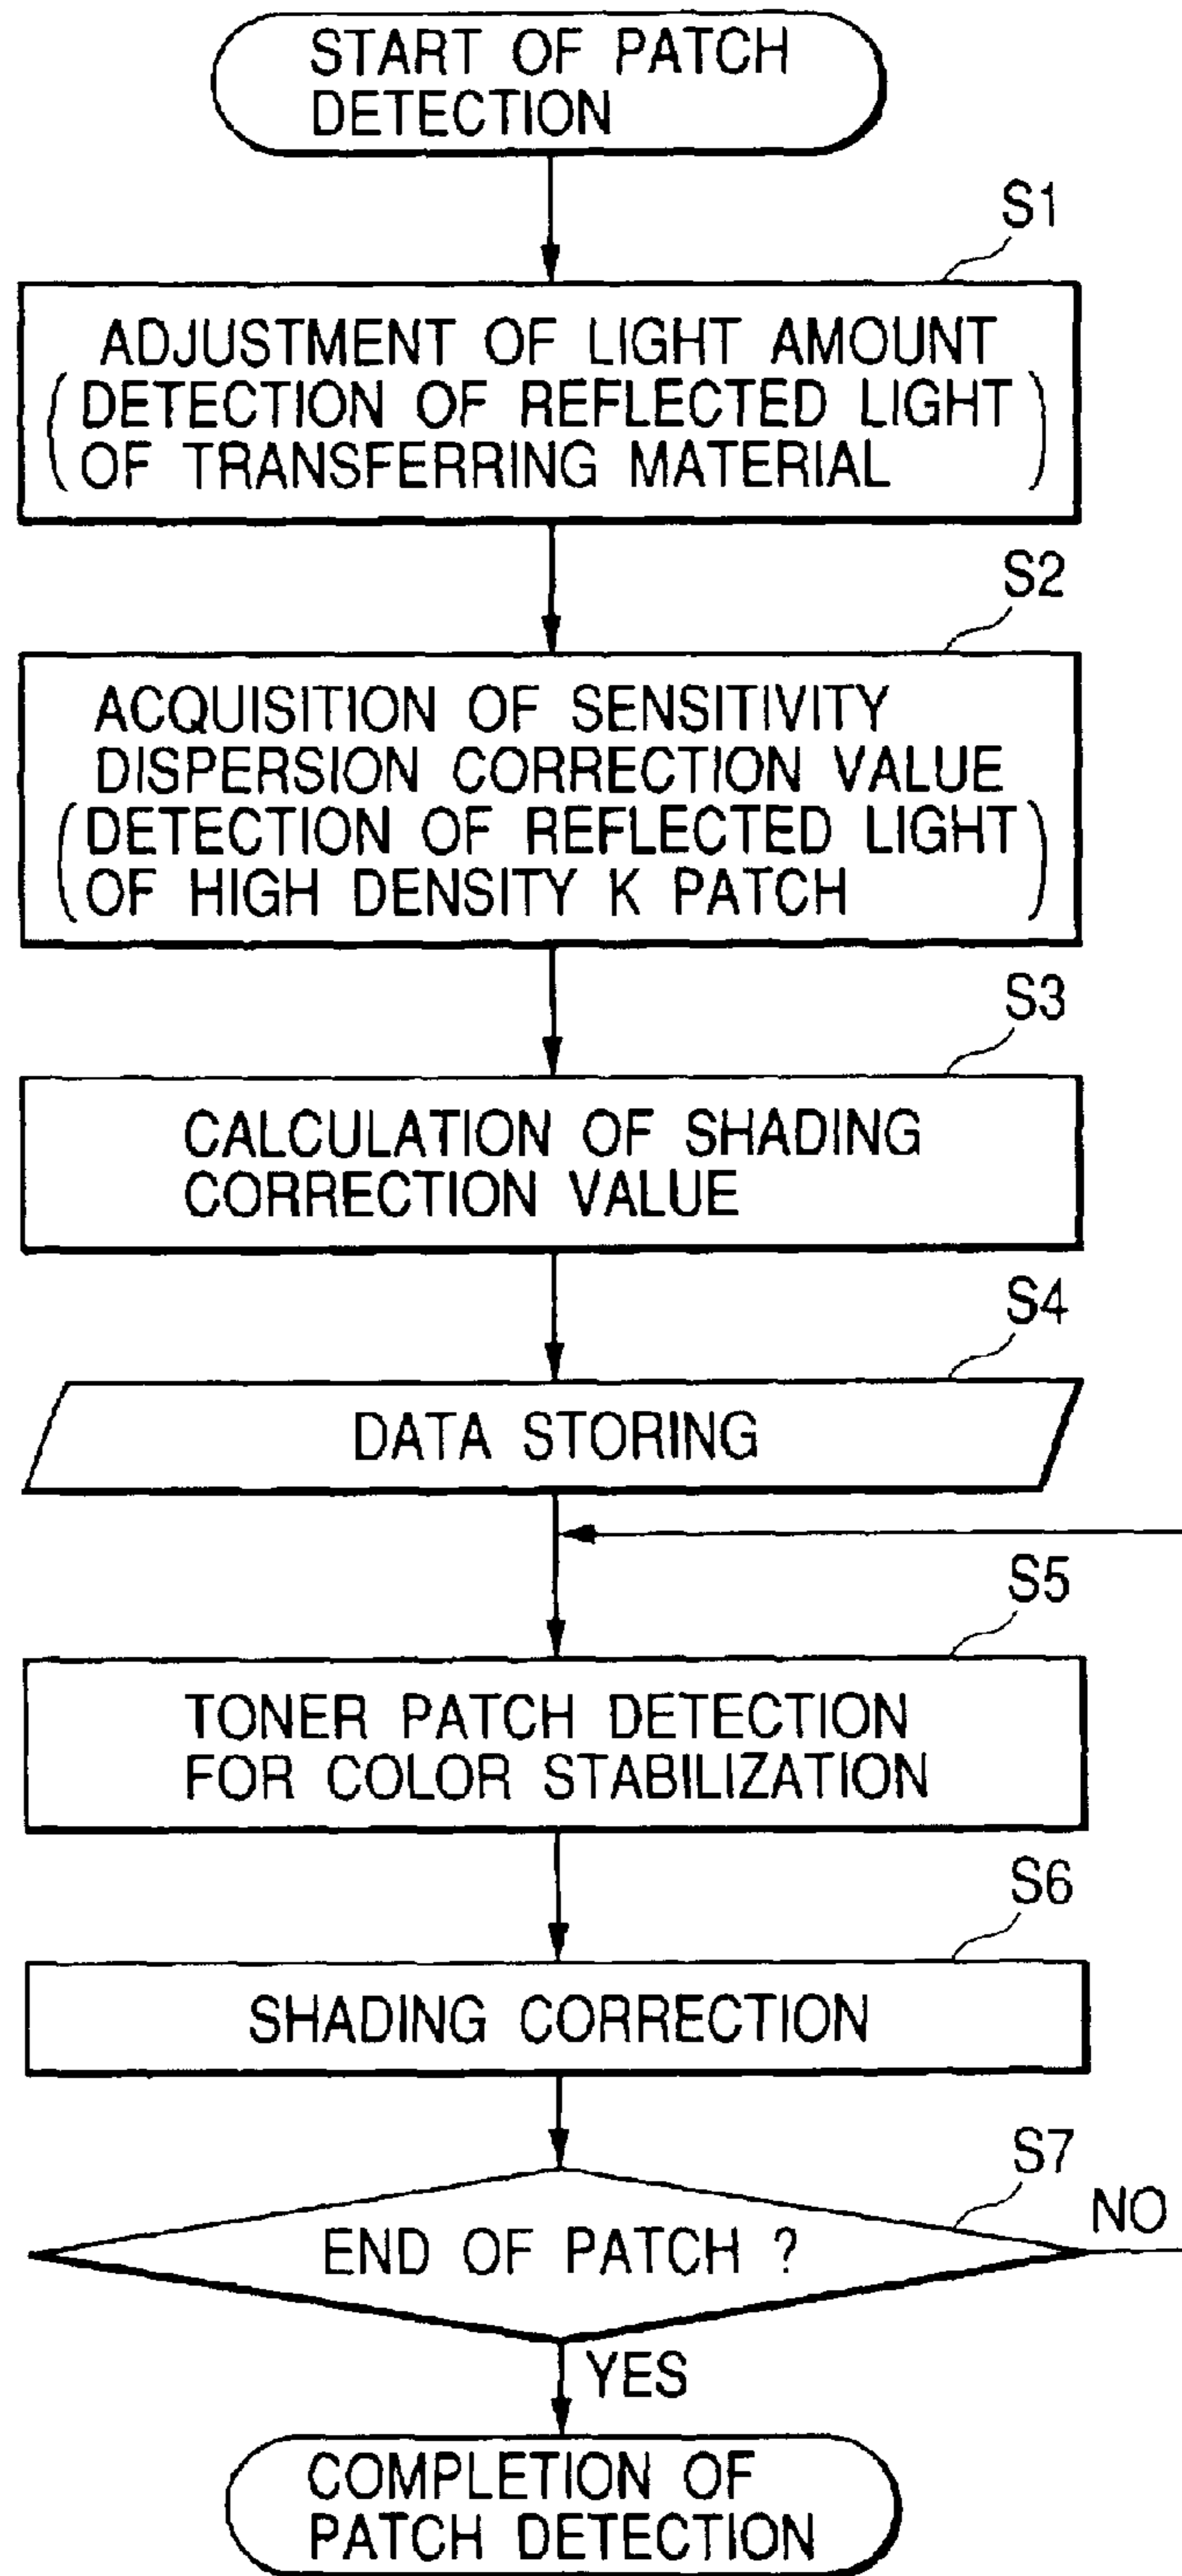 START OF PATCH
DETECTION
S1
ADJUSTMENT OF LIGHT AMOUNT
(DETECTION OF REFLECTED LIGHT
OF TRANSFERRING MATERIAL)
S2
ACQUISITION OF SENSITIVITY
DISPERSION CORRECTION VALUE
(DETECTION OF REFLECTED LIGHT
OF HIGH DENSITY K PATCH)
S3
CALCULATION OF SHADING
CORRECTION VALUE
S4
DATA STORING
S5
TONER PATCH DETECTION
FOR COLOR STABILIZATION
S6
SHADING CORRECTION
S7
END OF PATCH ?
NO
YES
COMPLETION OF
PATCH DETECTION